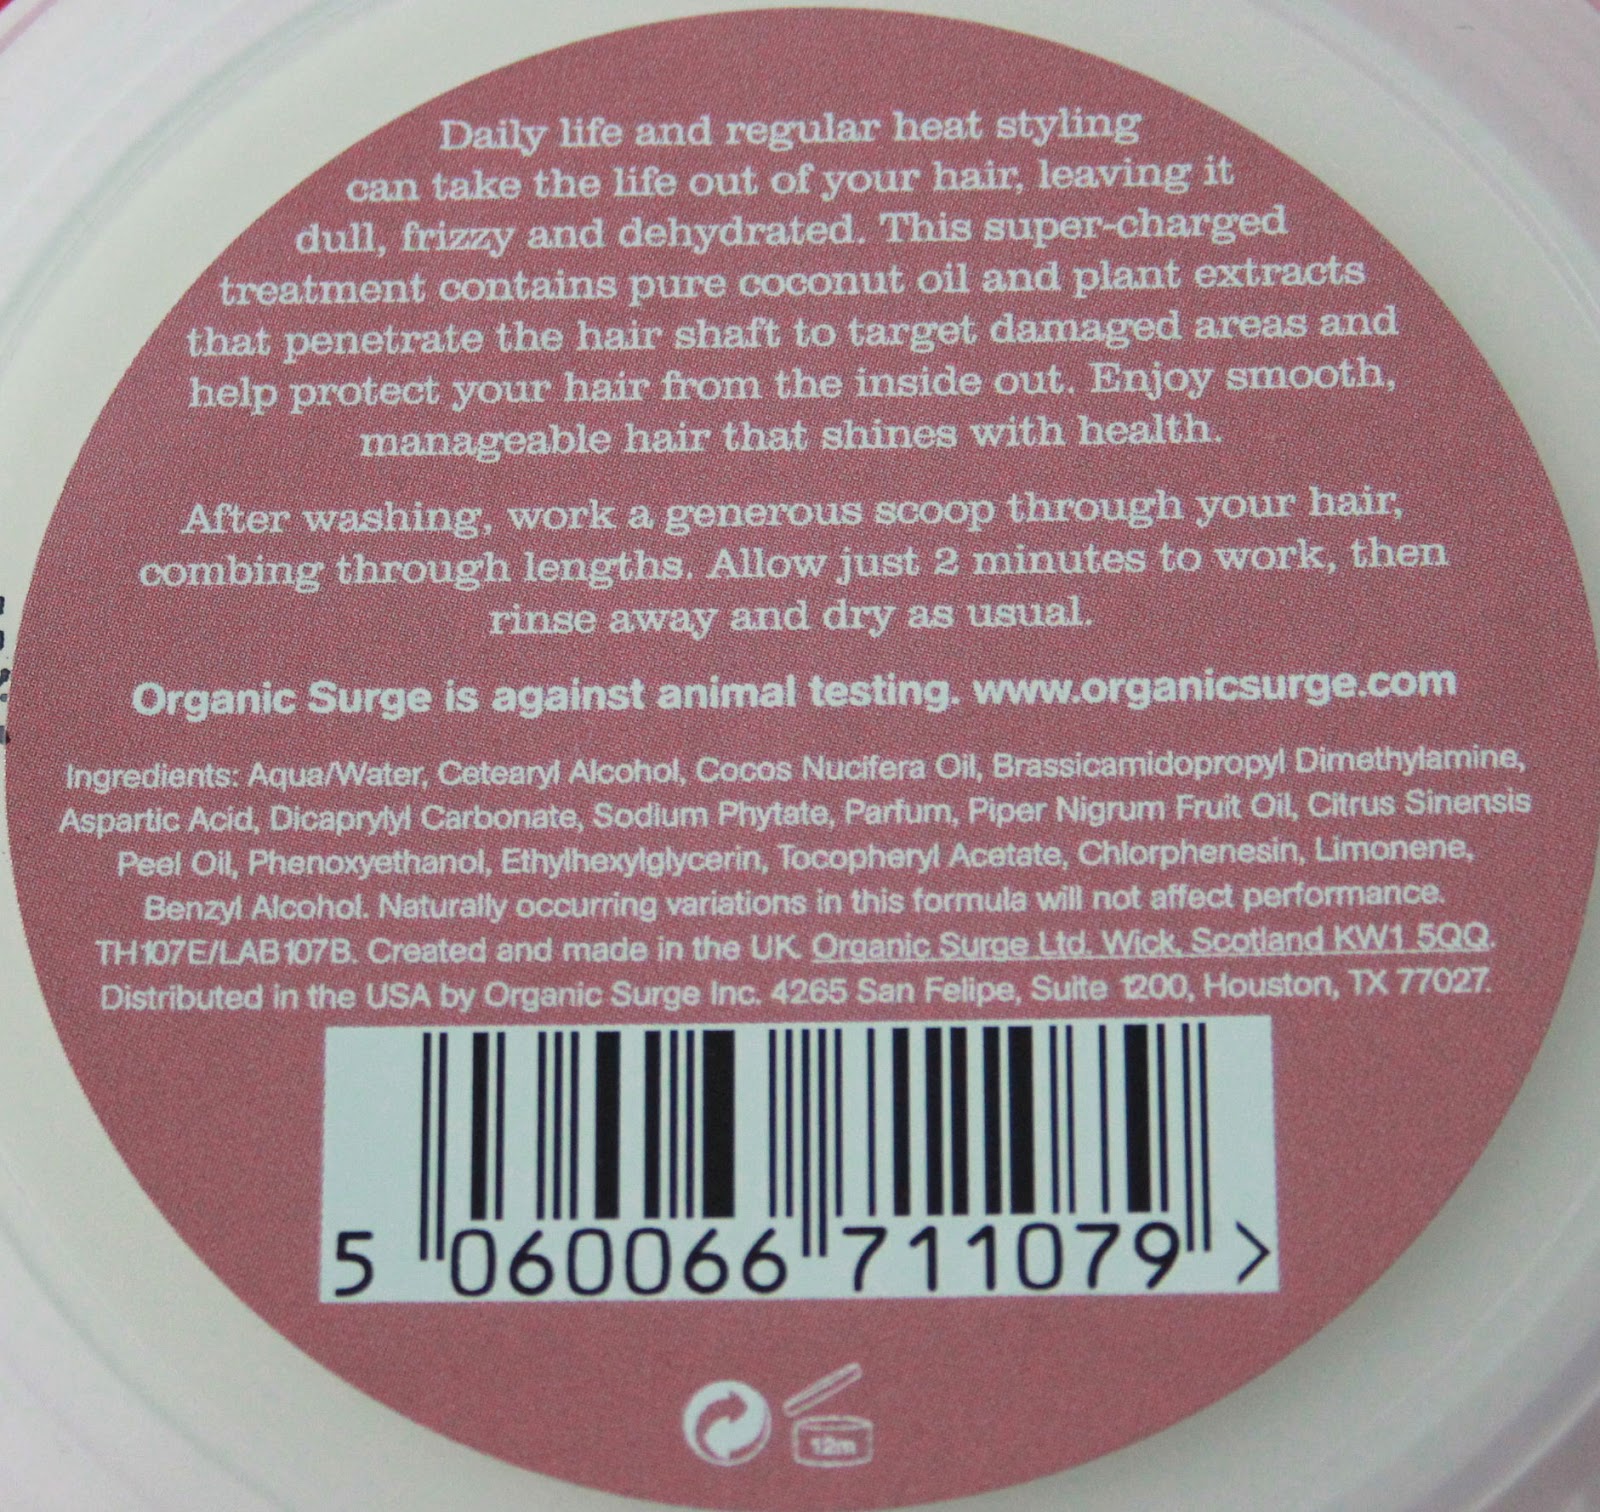 Daily life and regular heat styling
can take the life out of your hair, leaving it
dull, frizzy and dehydrated. This super-charged
treatment contains pure coconut oil and plant extracts
that penetrate the hair shaft to target damaged areas and
help protect your hair from the inside out. Enjoy smooth,
manageable hair that shines with health.
After washing, work a generous scoop through your hair,
combing through lengths. Allow just 2 minutes to work, then
rinse away and dry as usual.
Organic Surge is against animal testing. www.organicsurge.com
Ingredients: Aqua/Water, Cetearyl Alcohol, Cocos Nucifera Oil, Brassicamidopropyl Dimethylamine,
Aspartic Acid, Dicaprylyl Carbonate, Sodium Phytate, Parfum, Piper Nigrum Fruit Oil, Citrus Sinensis
Peel Oil, Phenoxyethanol, Ethylhexylglycerin, Tocopheryl Acetate, Chlorphenesin, Limonene,
Benzyl Alcohol. Naturally occurring variations in this formula will not affect performance.
TH107E/LAB107B. Created and made in the UK. Organic Surge Ltd. Wick, Scotland KW1 5QQ.
Distributed in the USA by Organic Surge Inc. 4265 San Felipe, Suite 1200, Houston, TX 77027.
5 060066 711079 >
12m